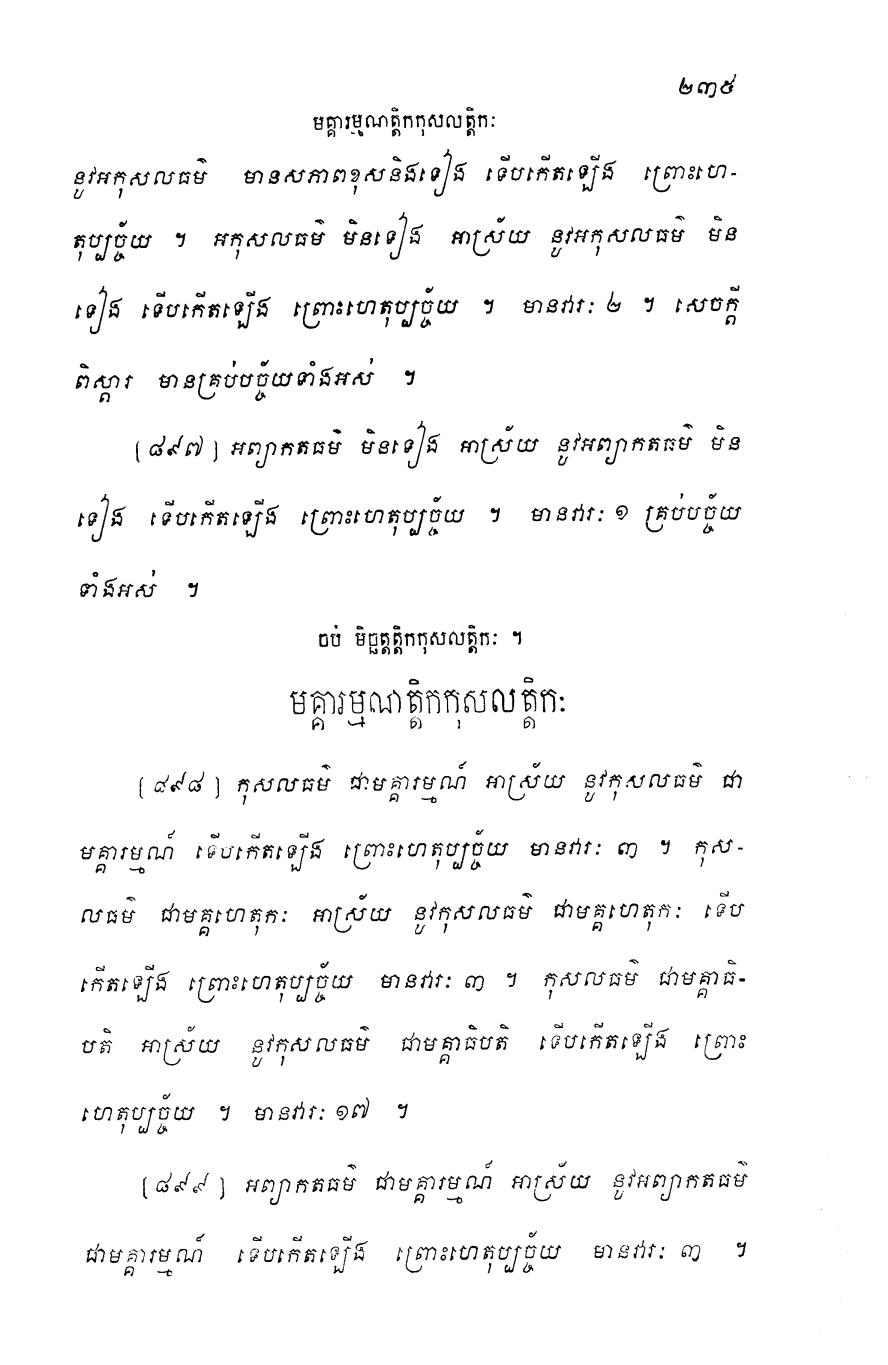 ២៣៥
មគ្គារម្មណត្តិកកុសលត្តិកៈ
នូវអកុសលធម៌ មានសភាពខុសនិងទៀង ទើបកើតឡើង ព្រោះហេ-
តុប្បច្ច័យ ។ អកុសលធម៌ មិនទៀង អាស្រ័យ នូវអកុសលធម៌ មិន
ទៀង ទើបកើតឡើង ព្រោះហេតុប្បច្ច័យ ។ មានវារៈ ២ ។ សេចក្តី
ពិស្តារ មានគ្រប់បច្ច័យទាំងអស់ ។
[៨៩៧] អព្យាកតធម៌ មិនទៀង អាស្រ័យ នូវអព្យាកតធម៌ មិន
ទៀង ទើបកើតឡើង ព្រោះហេតុប្បច្ច័យ ។ មានវារៈ ១ គ្រប់បច្ច័យ
ទាំងអស់ ។
ចប់ មិច្ឆត្តត្តិកកុសលត្តិកៈ ។
មគ្គារម្មណត្តិកកុសលត្តិកៈ
[៨៩៨] កុសលធម៌ ជាមគ្គារម្មណ៍ អាស្រ័យ នូវកុសលធម៌ ជា
មគ្គារម្មណ៍ ទើបកើតឡើង ព្រោះហេតុប្បច្ច័យ មានវារៈ ៣ ។ កុស-
លធម៌ ជាមគ្គហេតុកៈ អាស្រ័យ នូវកុសលធម៌ ជាមគ្គហេតុកៈ ទើប
កើតឡើង ព្រោះហេតុប្បច្ច័យ មានវារៈ ៣ ។ កុសលធម៌ ជាមគ្គាធិ-
បតិ អាស្រ័យ នូវកុសលធម៌ ជាមគ្គាធិបតិ ទើបកើតឡើង ព្រោះ
ហេតុប្បច្ច័យ ។ មានវារៈ ១៧ ។
[៨៩៩] អព្យាកតធម៌ ជាមគ្គារម្មណ៍ អាស្រ័យ នូវអព្យាកតធម៌
ជាមគ្គារម្មណ៍ ទើបកើតឡើង ព្រោះហេតុប្បច្ច័យ មានវារៈ ៣ ។